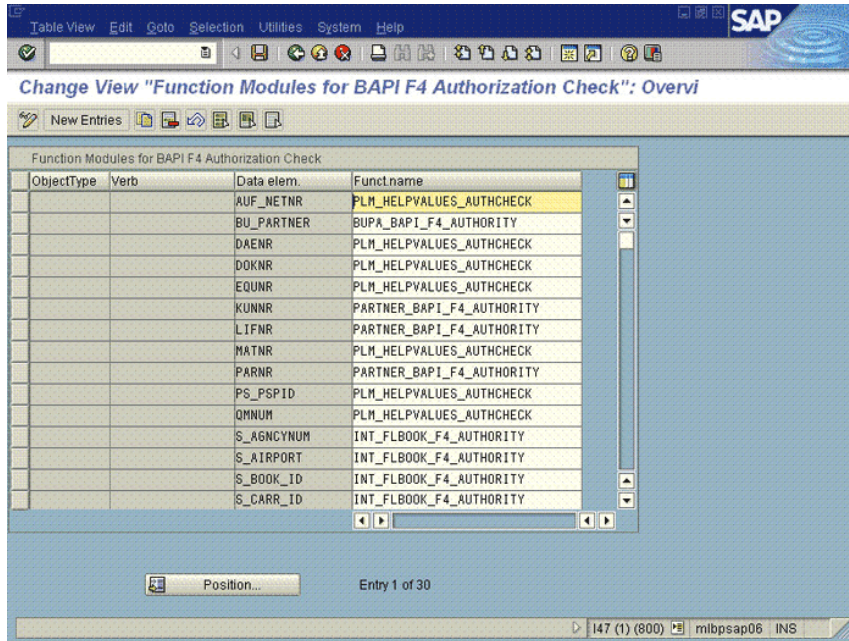 Table View Edit Goto Selection Utilities System Help
SAP
Change View "Function Modules for BAPI F4 Authorization Check": Overvi
New Entries
Function Modules for BAPI F4 Authorization Check
ObjectType Verb Data elem. Funct.name
AUF_NETNR PLM_HELPVALUES_AUTHCHECK
BU_PARTNER BUPA_BAPI_F4_AUTHORITY
DAENR PLM_HELPVALUES_AUTHCHECK
DOKNR PLM_HELPVALUES_AUTHCHECK
EQUNR PLM_HELPVALUES_AUTHCHECK
KUNNR PARTNER_BAPI_F4_AUTHORITY
LIFNR PARTNER_BAPI_F4_AUTHORITY
MATNR PLM_HELPVALUES_AUTHCHECK
PARNR PARTNER_BAPI_F4_AUTHORITY
PS_PSPID PLM_HELPVALUES_AUTHCHECK
QMNUM PLM_HELPVALUES_AUTHCHECK
S_AGNCYNUM INT_FLBOOK_F4_AUTHORITY
S_AIRPORT INT_FLBOOK_F4_AUTHORITY
S_BOOK_ID INT_FLBOOK_F4_AUTHORITY
S_CARR_ID INT_FLBOOK_F4_AUTHORITY
Position... Entry 1 of 30
I47 (1) (800) mlbpsap06 INS